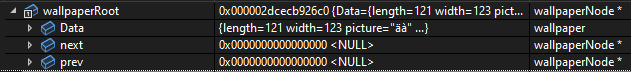 wallpaperRoot 0x000002dcecb926c0 {Data={length=121 width=123 pict... wallpaperNode *
Data {length=121 width=123 picture="äà" ...} wallpaper
next 0x0000000000000000 <NULL> wallpaperNode *
prev 0x0000000000000000 <NULL> wallpaperNode *